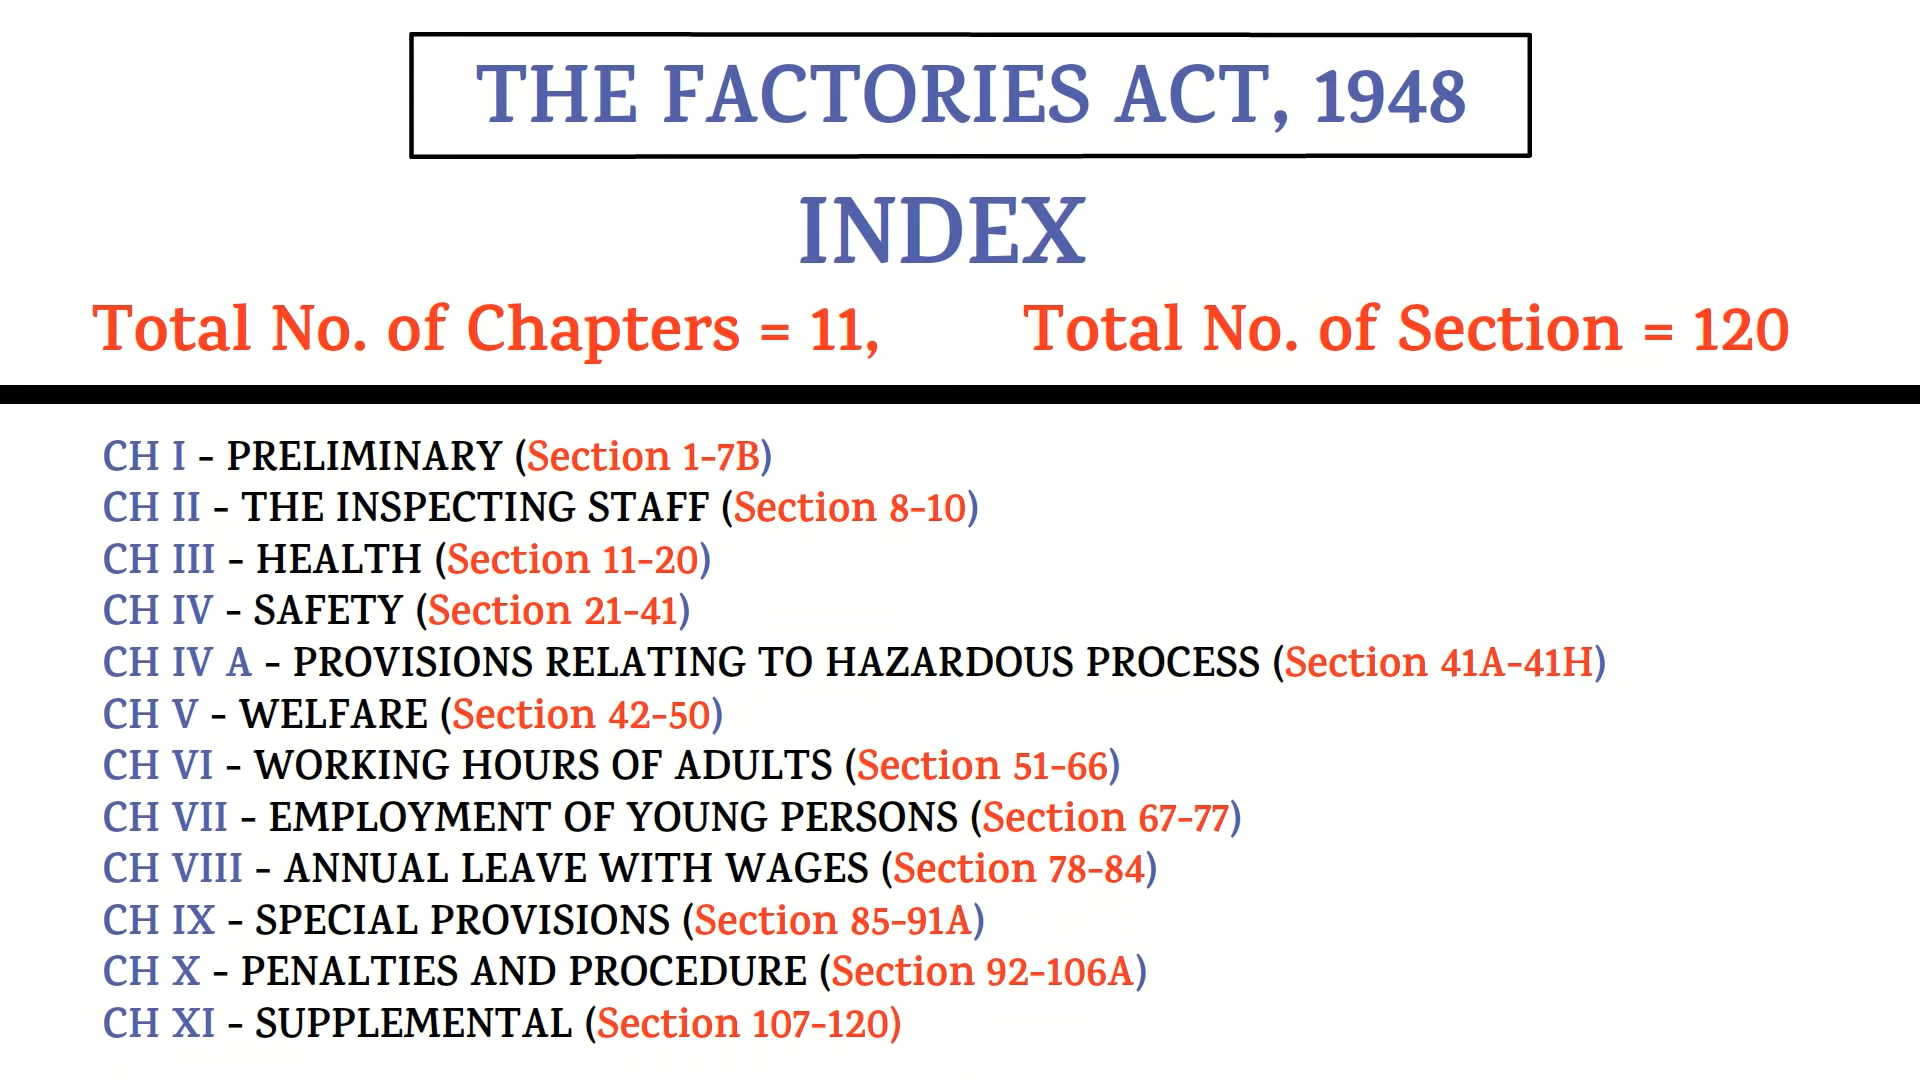 THE FACTORIES ACT, 1948
INDEX
Total No. of Chapters = 11, Total No. of Section = 120
CH I - PRELIMINARY (Section 1-7B)
CH II - THE INSPECTING STAFF (Section 8-10)
CH III - HEALTH (Section 11-20)
CH IV - SAFETY (Section 21-41)
CH IV A - PROVISIONS RELATING TO HAZARDOUS PROCESS (Section 41A-41H)
CH V - WELFARE (Section 42-50)
CH VI - WORKING HOURS OF ADULTS (Section 51-66)
CH VII - EMPLOYMENT OF YOUNG PERSONS (Section 67-77)
CH VIII - ANNUAL LEAVE WITH WAGES (Section 78-84)
CH IX - SPECIAL PROVISIONS (Section 85-91A)
CH X - PENALTIES AND PROCEDURE (Section 92-106A)
CH XI - SUPPLEMENTAL (Section 107-120)